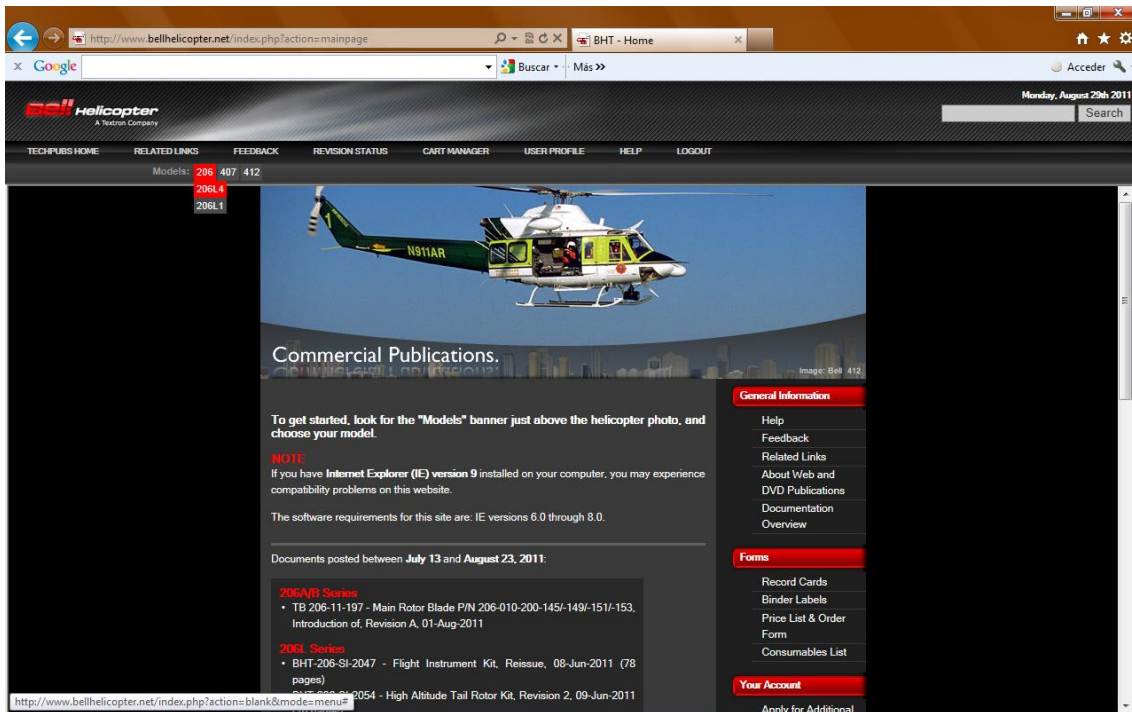 http://www.bellhelicopter.net/index.php?action=mainpage
BHT - Home
x Google
Buscar
Más >>
Acceder
Bell Helicopter
A Textron Company
Monday, August 29th 2011
Search
TECHPUBS HOME RELATED LINKS FEEDBACK REVISION STATUS CART MANAGER USER PROFILE HELP LOGOUT
Models: 206 407 412
206L4
206L1
N911AR
Commercial Publications.
Image: Bell 412
To get started, look for the "Models" banner just above the helicopter photo, and
choose your model.
NOTE
If you have Internet Explorer (IE) version 9 installed on your computer, you may experience
compatibility problems on this website.
The software requirements for this site are: IE versions 6.0 through 8.0.
Documents posted between July 13 and August 23, 2011:
206A/B Series
• TB 206-11-197 - Main Rotor Blade P/N 206-010-200-145/-149/-151/-153,
Introduction of, Revision A, 01-Aug-2011
206L Series
• BHT-206-SI-2047 - Flight Instrument Kit, Reissue, 08-Jun-2011 (78
pages)
2054 - High Altitude Tail Rotor Kit, Revision 2, 09-Jun-2011
General Information
Help
Feedback
Related Links
About Web and
DVD Publications
Documentation
Overview
Forms
Record Cards
Binder Labels
Price List & Order
Form
Consumables List
Your Account
Apply for Additional
http://www.bellhelicopter.net/index.php?action=blank&mode=menu#